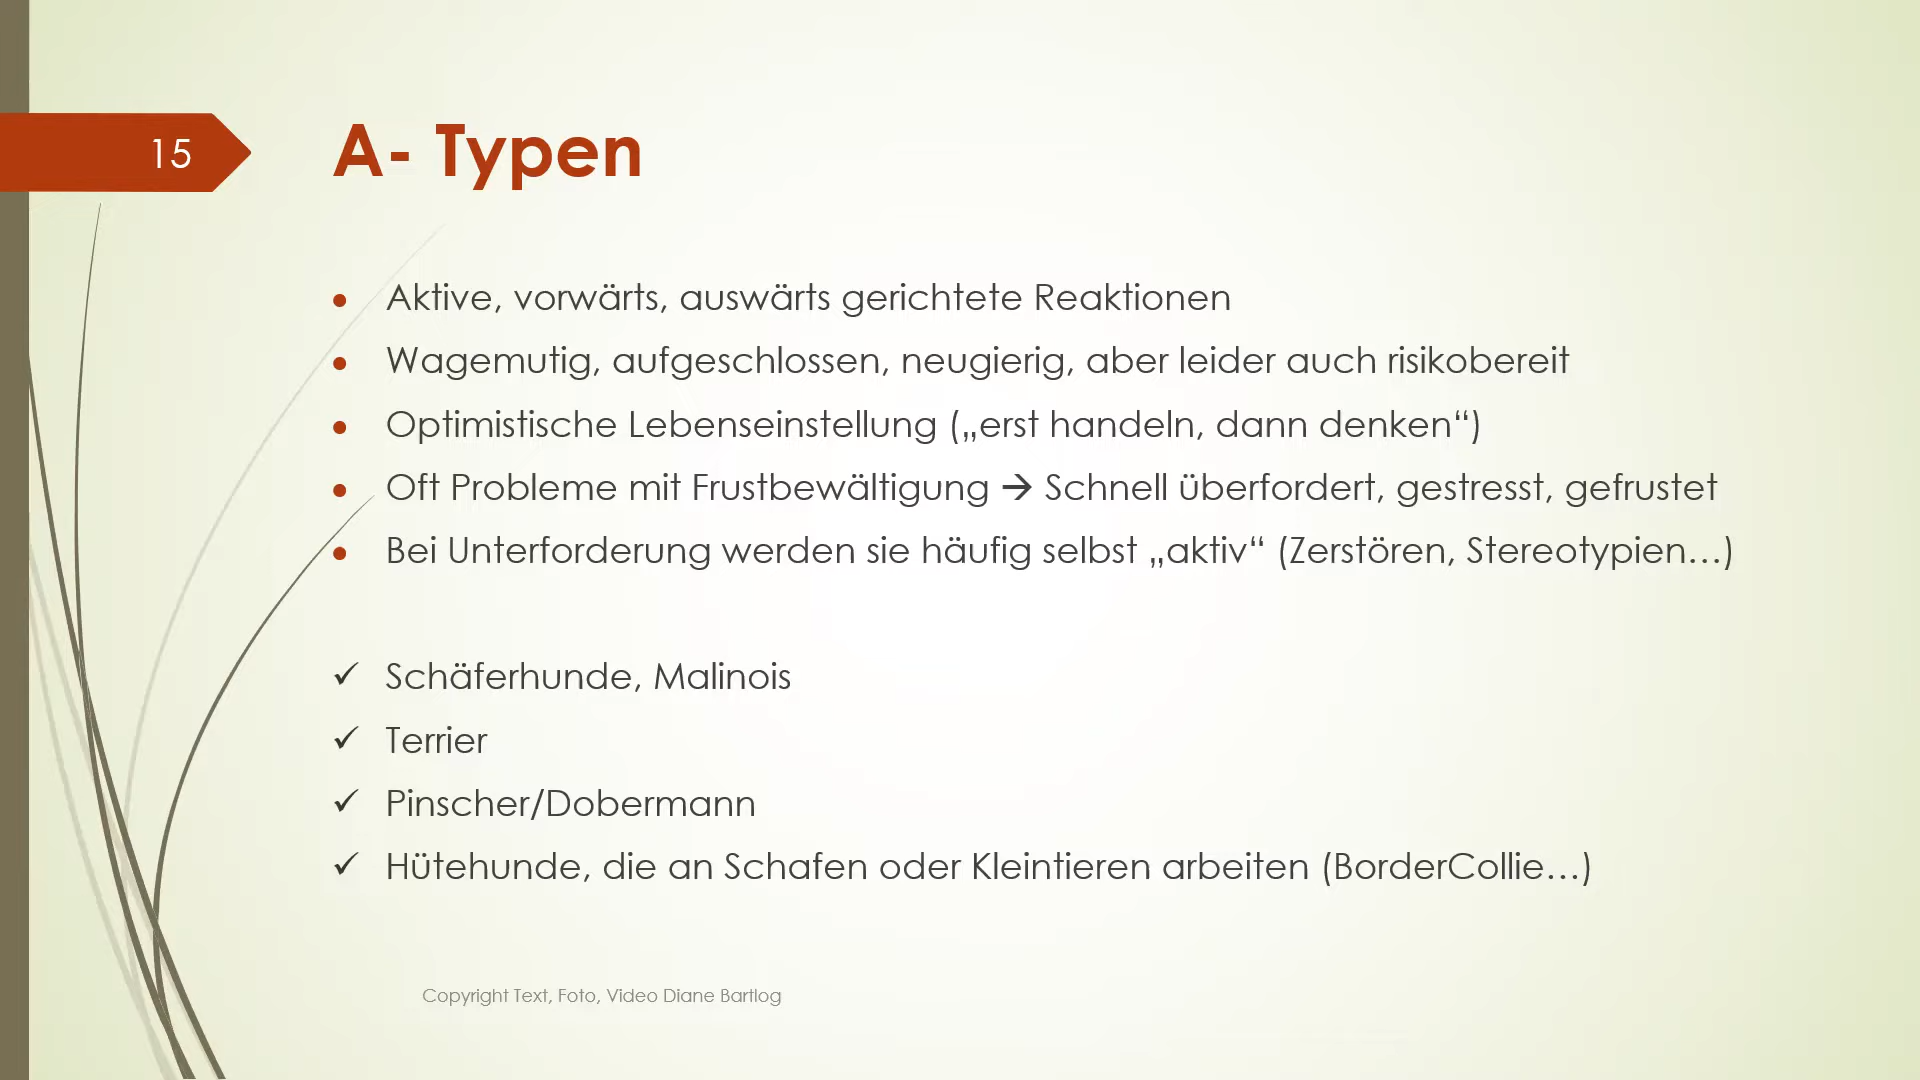 15
A- Typen
• Aktive, vorwärts, auswärts gerichtete Reaktionen
• Wagemutig, aufgeschlossen, neugierig, aber leider auch risikobereit
• Optimistische Lebenseinstellung („erst handeln, dann denken“)
• Oft Probleme mit Frustbewältigung → Schnell überfordert, gestresst, gefrustet
• Bei Unterforderung werden sie häufig selbst „aktiv“ (Zerstören, Stereotypien…)
✓ Schäferhunde, Malinois
✓ Terrier
✓ Pinscher/Dobermann
✓ Hütehunde, die an Schafen oder Kleintieren arbeiten (BorderCollie…)
Copyright Text, Foto, Video Diane Bartlog